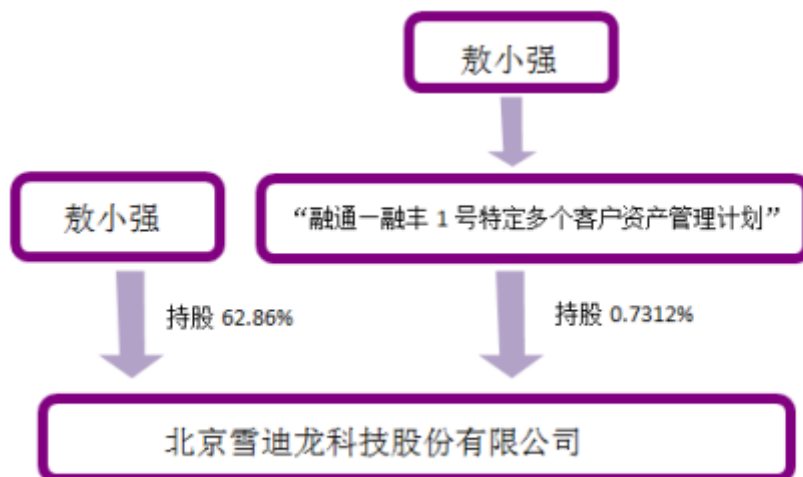 敖小强
敖小强
“融通一融丰 1 号特定多个客户资产管理计划”
持股 62.86%
持股 0.7312%
北京雪迪龙科技股份有限公司